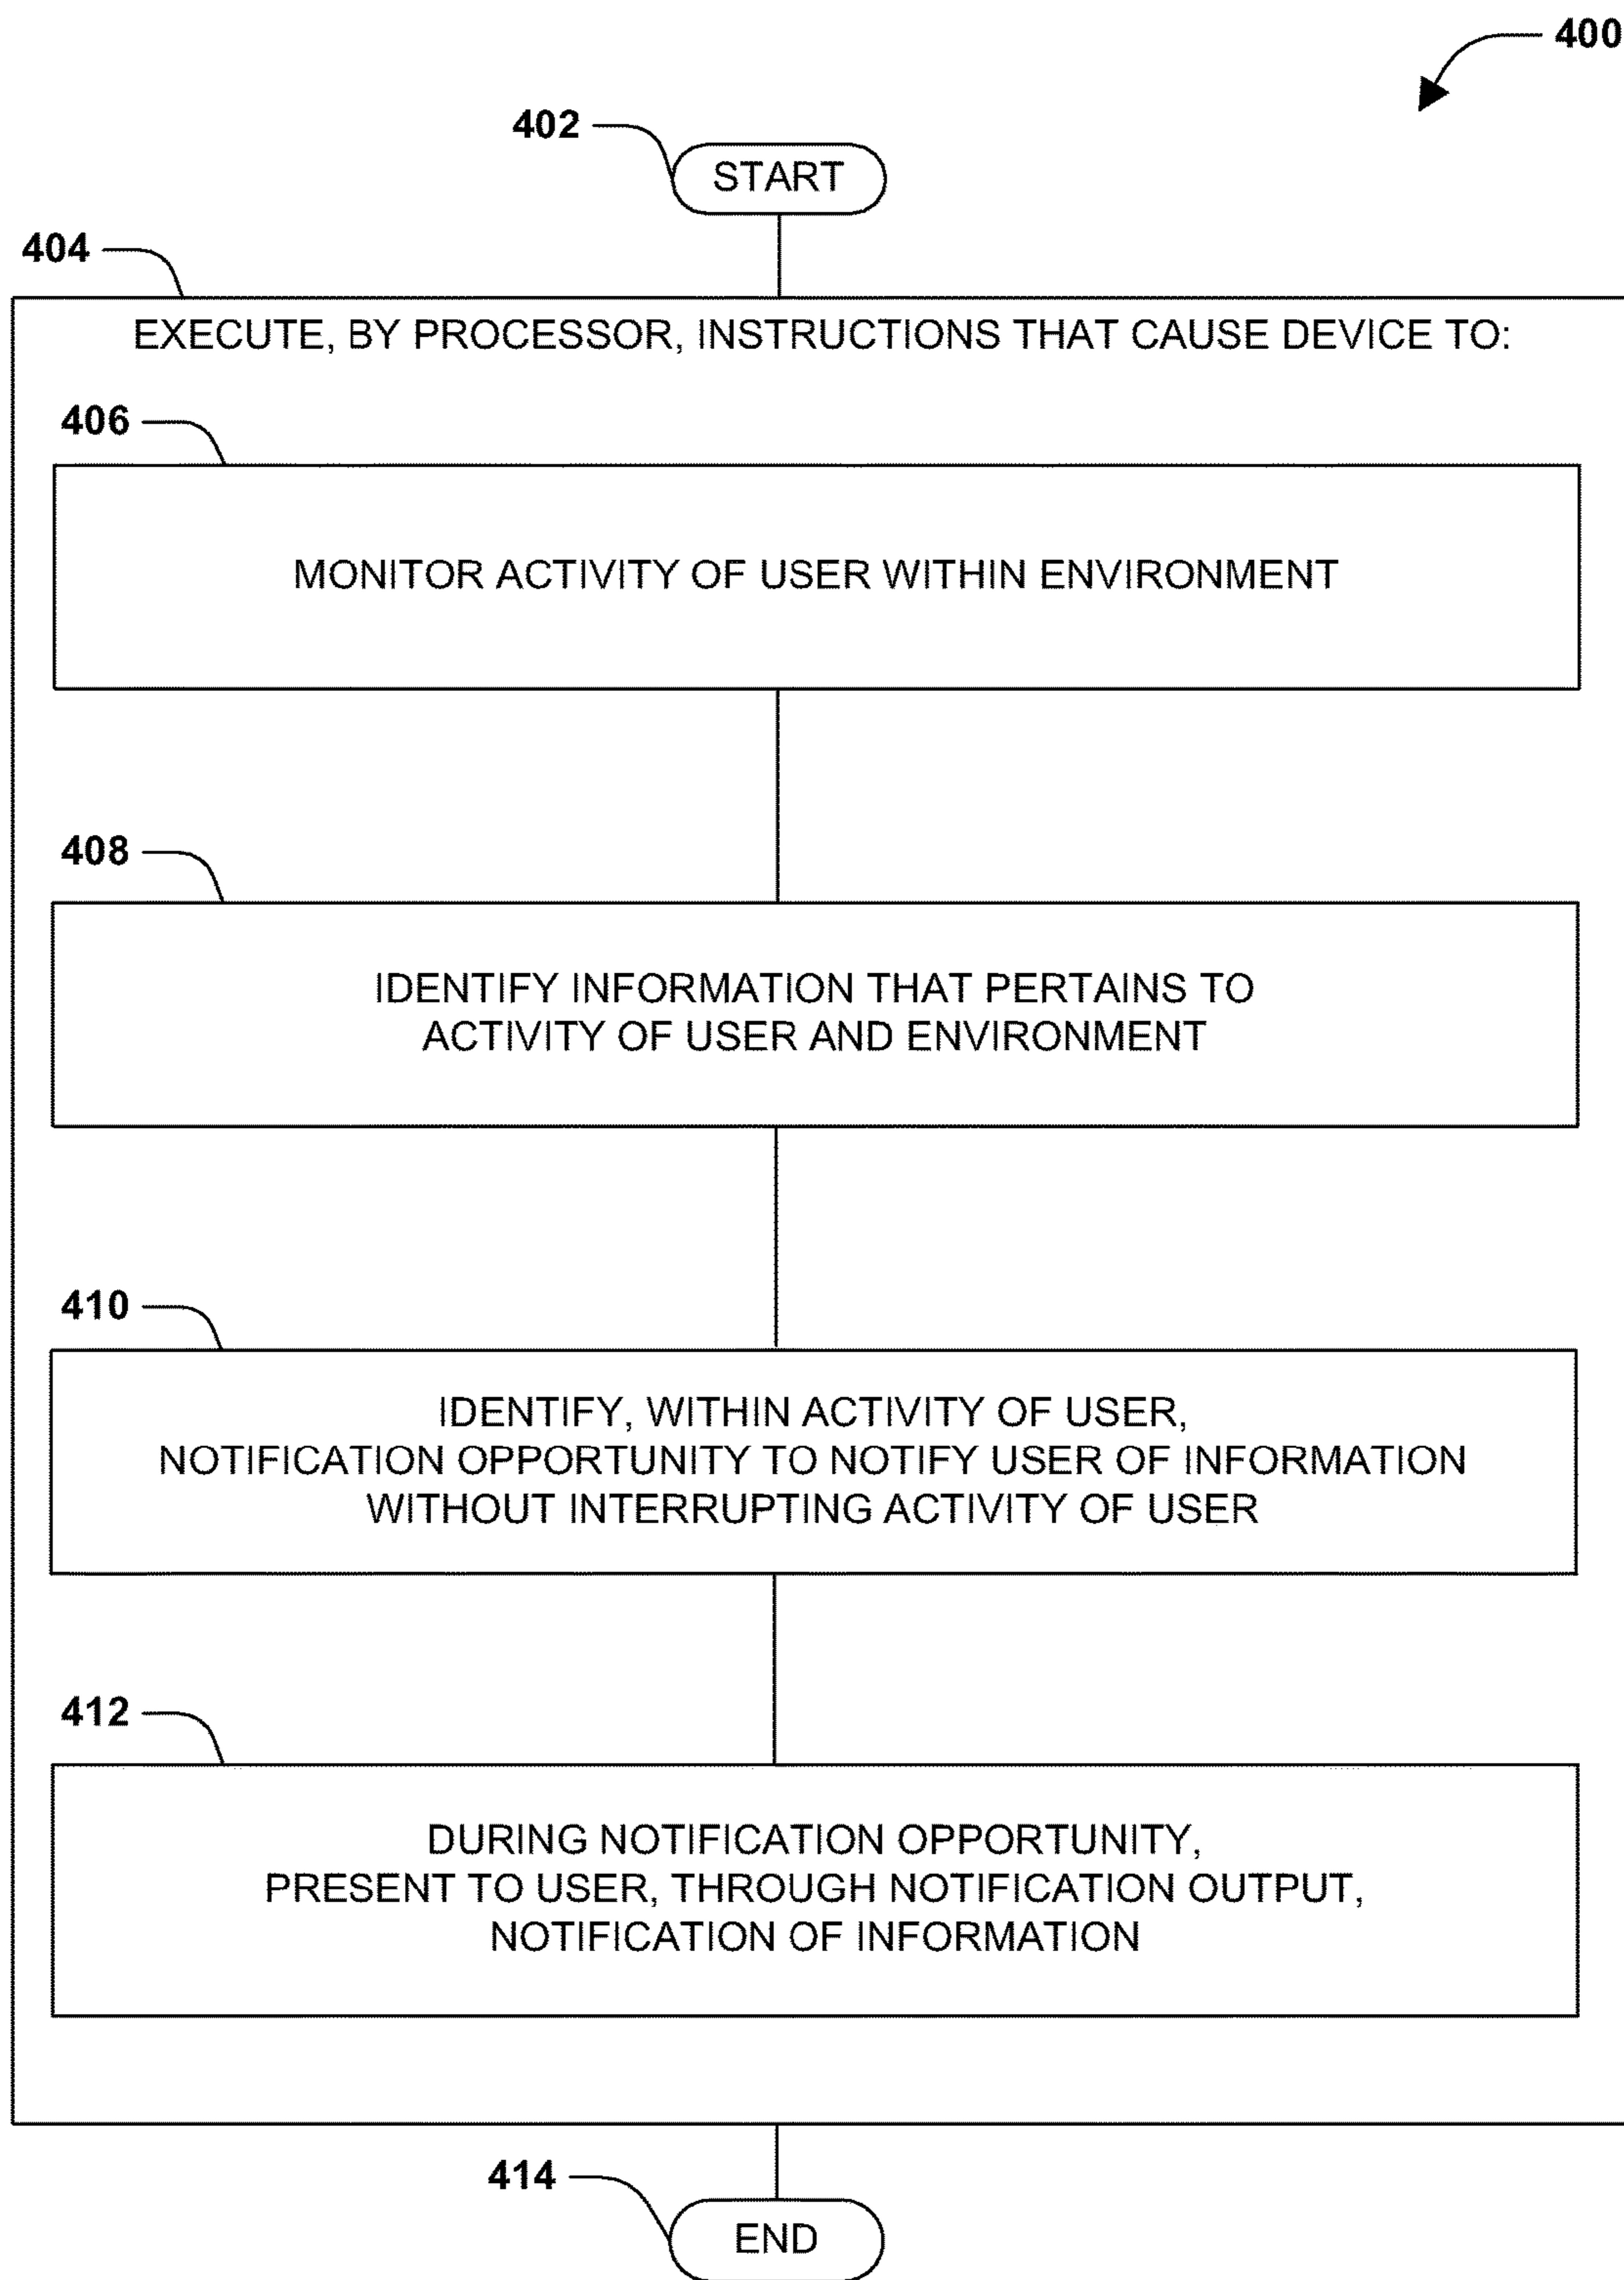 400
402
START
404
EXECUTE, BY PROCESSOR, INSTRUCTIONS THAT CAUSE DEVICE TO:
406
MONITOR ACTIVITY OF USER WITHIN ENVIRONMENT
408
IDENTIFY INFORMATION THAT PERTAINS TO
ACTIVITY OF USER AND ENVIRONMENT
410
IDENTIFY, WITHIN ACTIVITY OF USER,
NOTIFICATION OPPORTUNITY TO NOTIFY USER OF INFORMATION
WITHOUT INTERRUPTING ACTIVITY OF USER
412
DURING NOTIFICATION OPPORTUNITY,
PRESENT TO USER, THROUGH NOTIFICATION OUTPUT,
NOTIFICATION OF INFORMATION
414
END